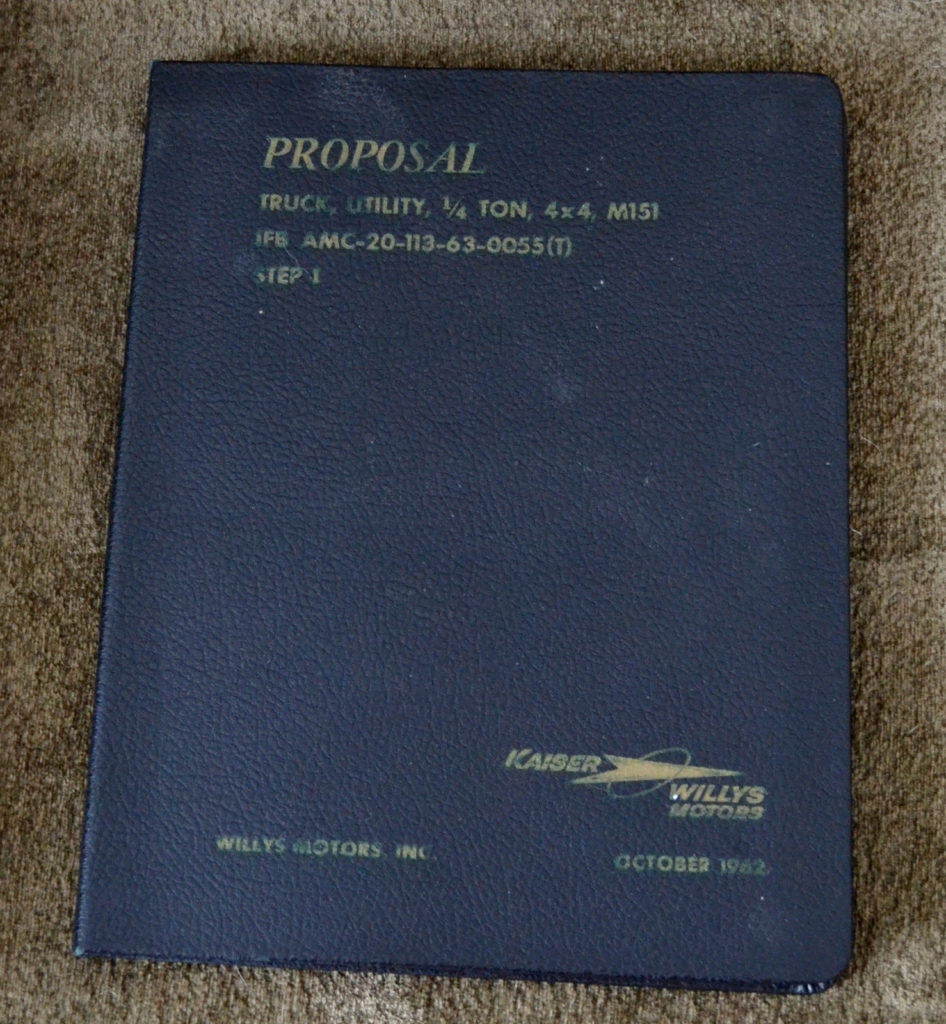 PROPOSAL
TRUCK, UTILITY, ¼ TON, 4x4, M151
IFB AMC-20-113-63-0055(T)
STEP 1
KAISER
WILLYS
MOTORS
WILLYS MOTORS, INC.
OCTOBER 1962